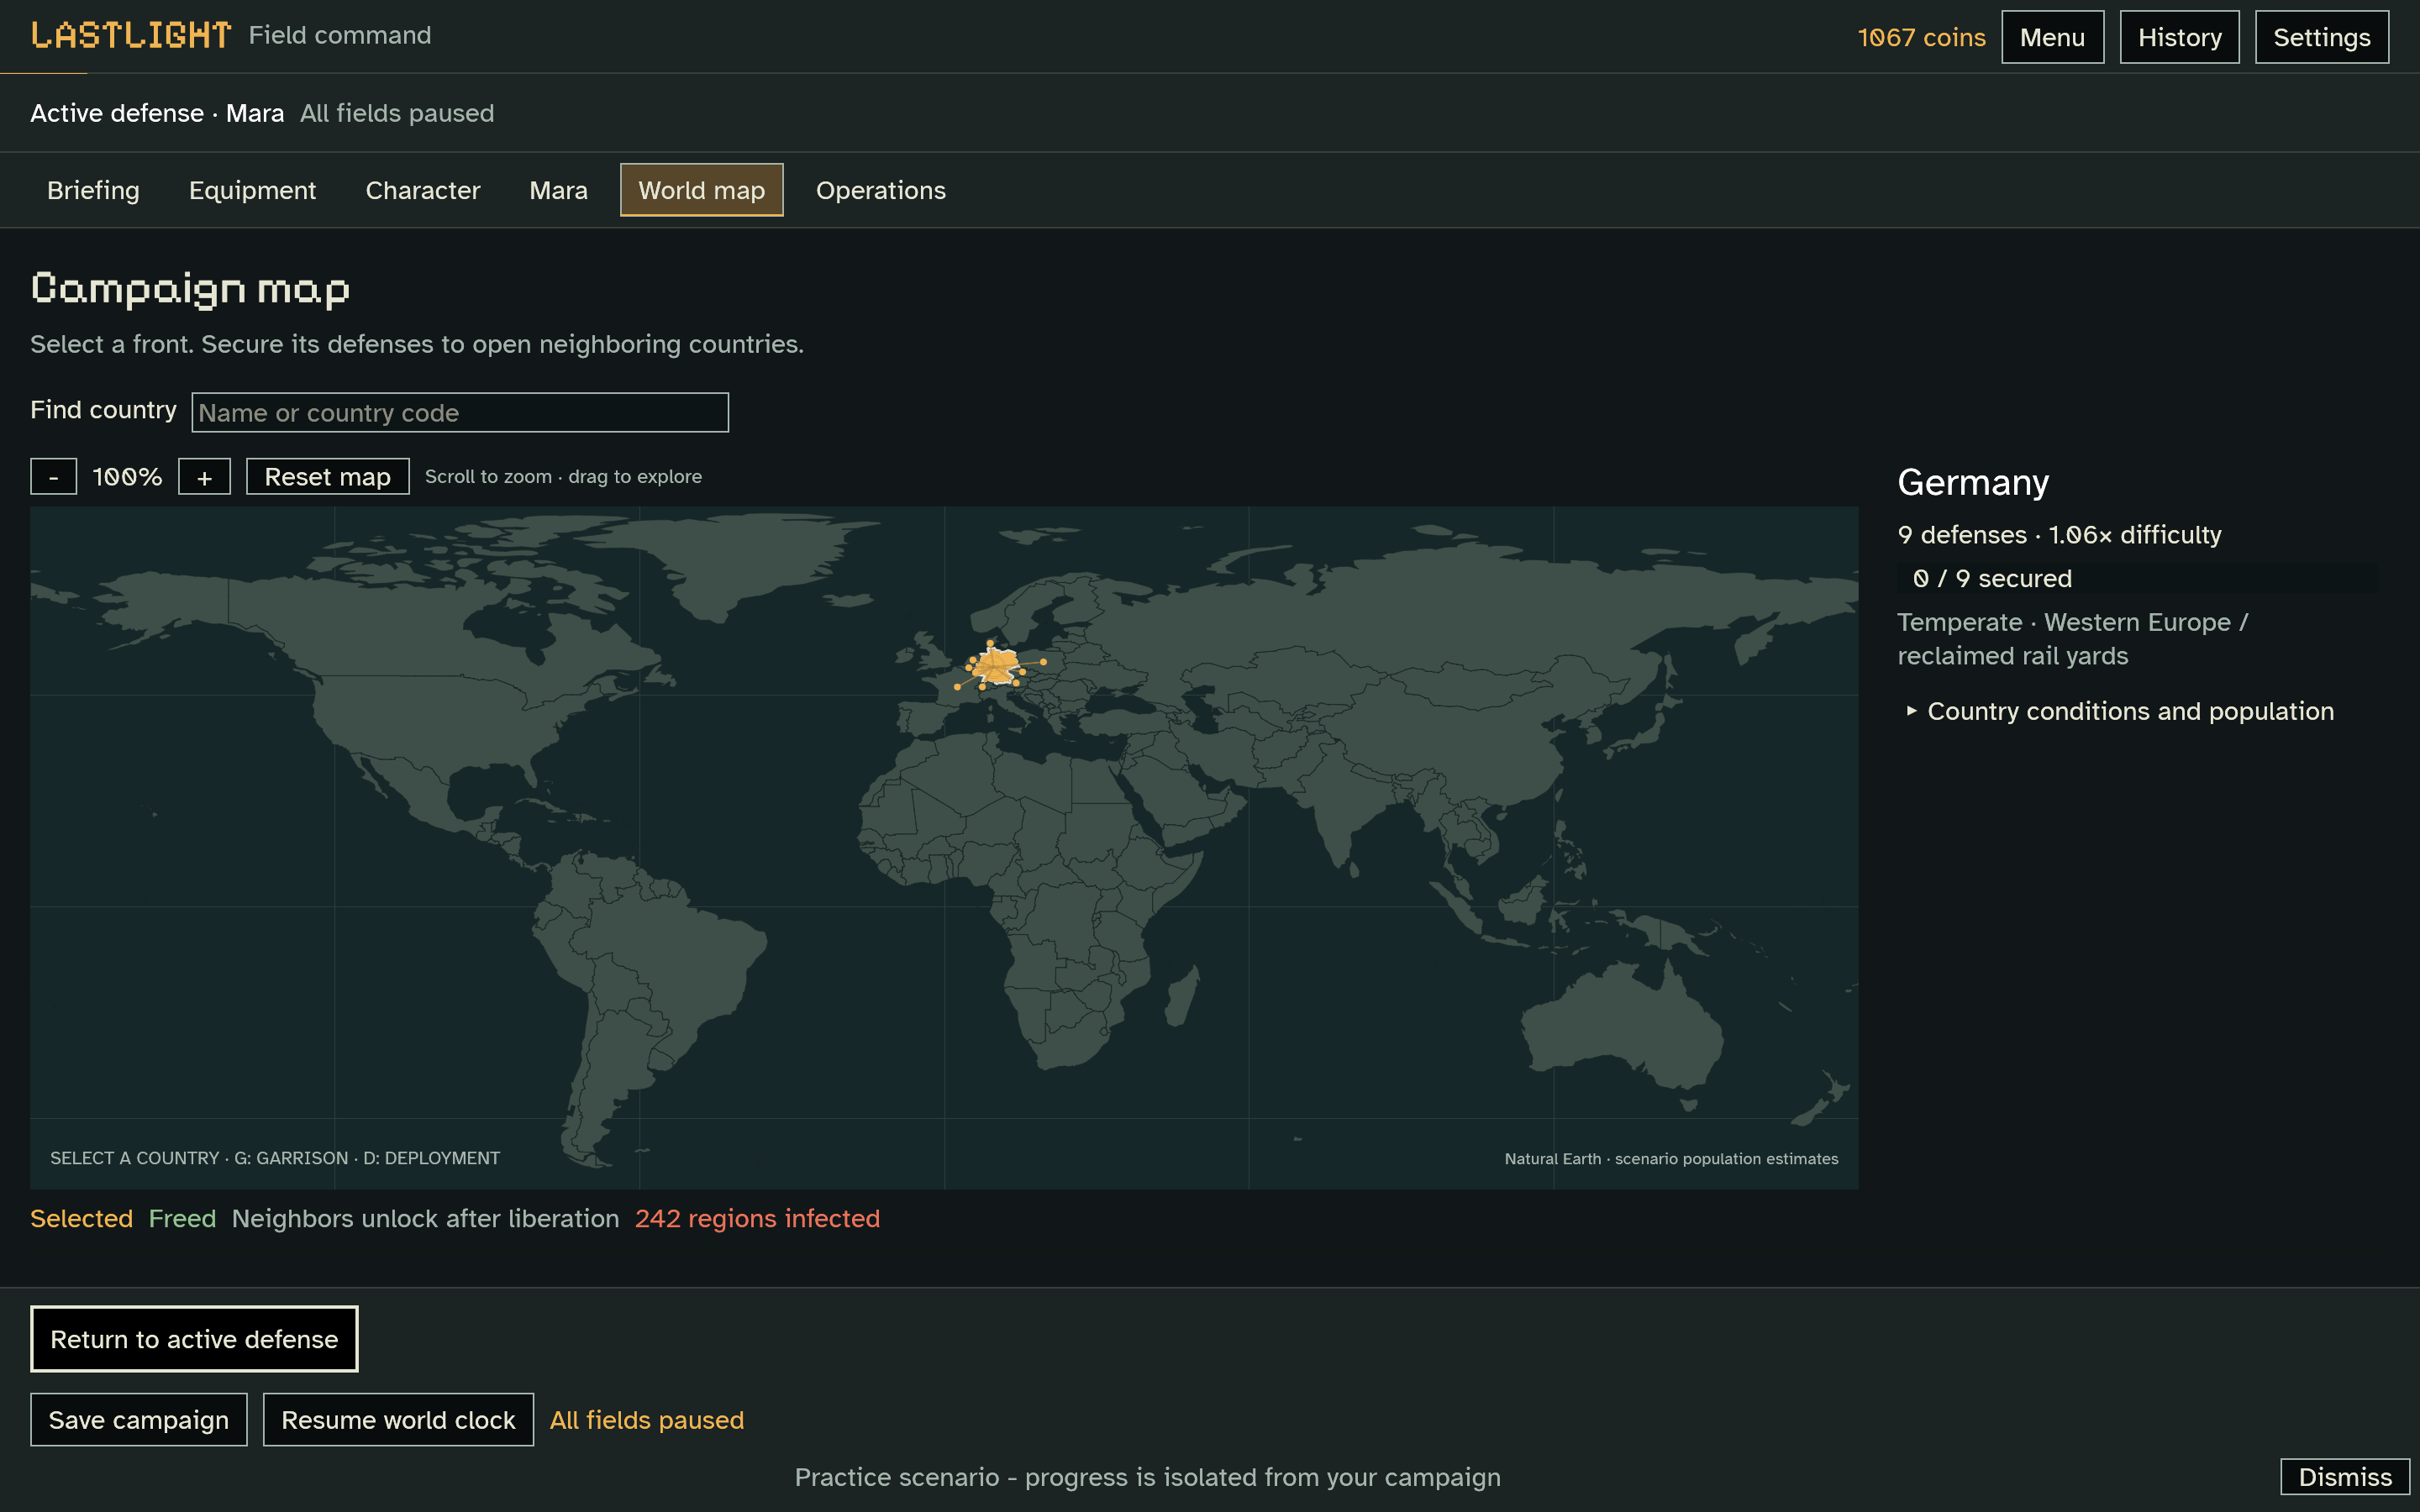 LASTLIGHT Field command 1067 coins Menu History Settings
Active defense · Mara All fields paused
Briefing Equipment Character Mara World map Operations
Campaign map
Select a front. Secure its defenses to open neighboring countries.
Find country Name or country code
- 100% + Reset map Scroll to zoom · drag to explore
Germany
9 defenses · 1.06× difficulty
0 / 9 secured
Temperate · Western Europe /
reclaimed rail yards
▸ Country conditions and population
SELECT A COUNTRY · G: GARRISON · D: DEPLOYMENT
Natural Earth · scenario population estimates
Selected Freed Neighbors unlock after liberation 242 regions infected
Return to active defense
Save campaign Resume world clock All fields paused
Practice scenario - progress is isolated from your campaign Dismiss